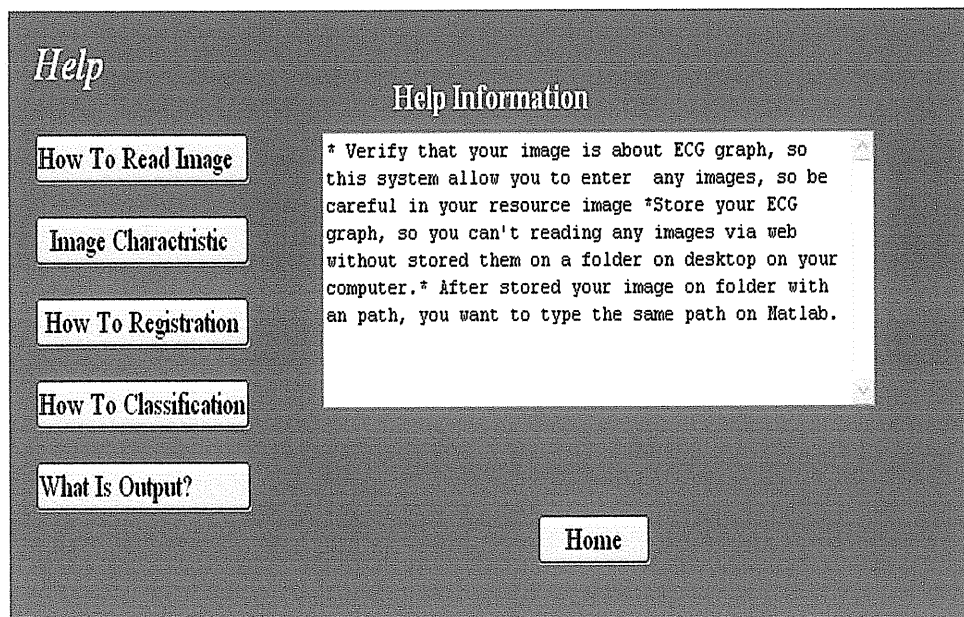 Help
Help Information
How To Read Image
Image Charactristic
How To Registration
How To Classification
What Is Output?
* Verify that your image is about ECG graph, so
this system allow you to enter any images, so be
careful in your resource image *Store your ECG
graph, so you can't reading any images via web
without stored them on a folder on desktop on your
computer.* After stored your image on folder with
an path, you want to type the same path on Matlab.
Home